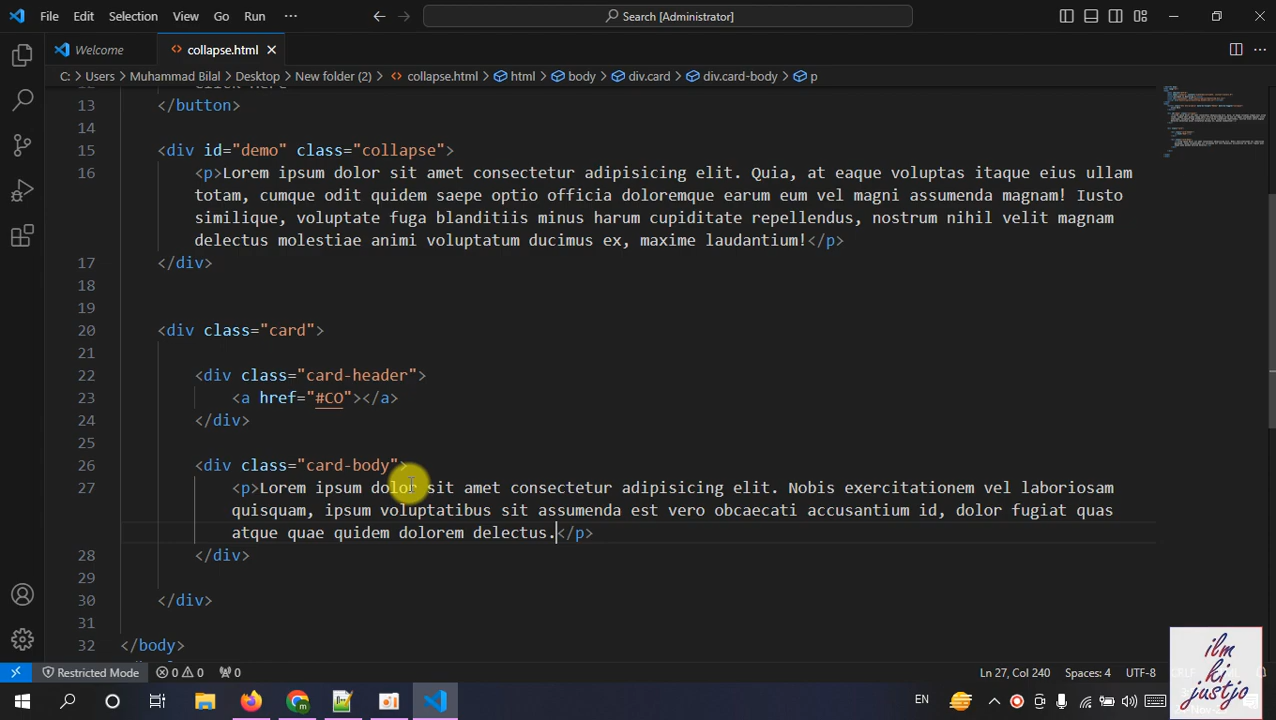 File Edit Selection View Go Run ··· Search [Administrator]
Welcome collapse.html
C: > Users > Muhammad Bilal > Desktop > New folder (2) > collapse.html > html > body > div.card > div.card-body > p
13 </button>
14
15 <div id="demo" class="collapse">
16 <p>Lorem ipsum dolor sit amet consectetur adipisicing elit. Quia, at eaque voluptas itaque eius ullam
totam, cumque odit quidem saepe optio officia doloremque earum eum vel magni assumenda magnam! Iusto
similique, voluptate fuga blanditiis minus harum cupiditate repellendus, nostrum nihil velit magnam
delectus molestiae animi voluptatum ducimus ex, maxime laudantium!</p>
17 </div>
18
19
20 <div class="card">
21
22 <div class="card-header">
23 <a href="#CO"></a>
24 </div>
25
26 <div class="card-body">
27 <p>Lorem ipsum dolor sit amet consectetur adipisicing elit. Nobis exercitationem vel laboriosam
quisquam, ipsum voluptatibus sit assumenda est vero obcaecati accusantium id, dolor fugiat quas
atque quae quidem dolorem delectus.</p>
28 </div>
29
30 </div>
31
32 </body>
Restricted Mode 0 0 0 Ln 27, Col 240 Spaces: 4 UTF-8
EN
ilm
ki
justjo